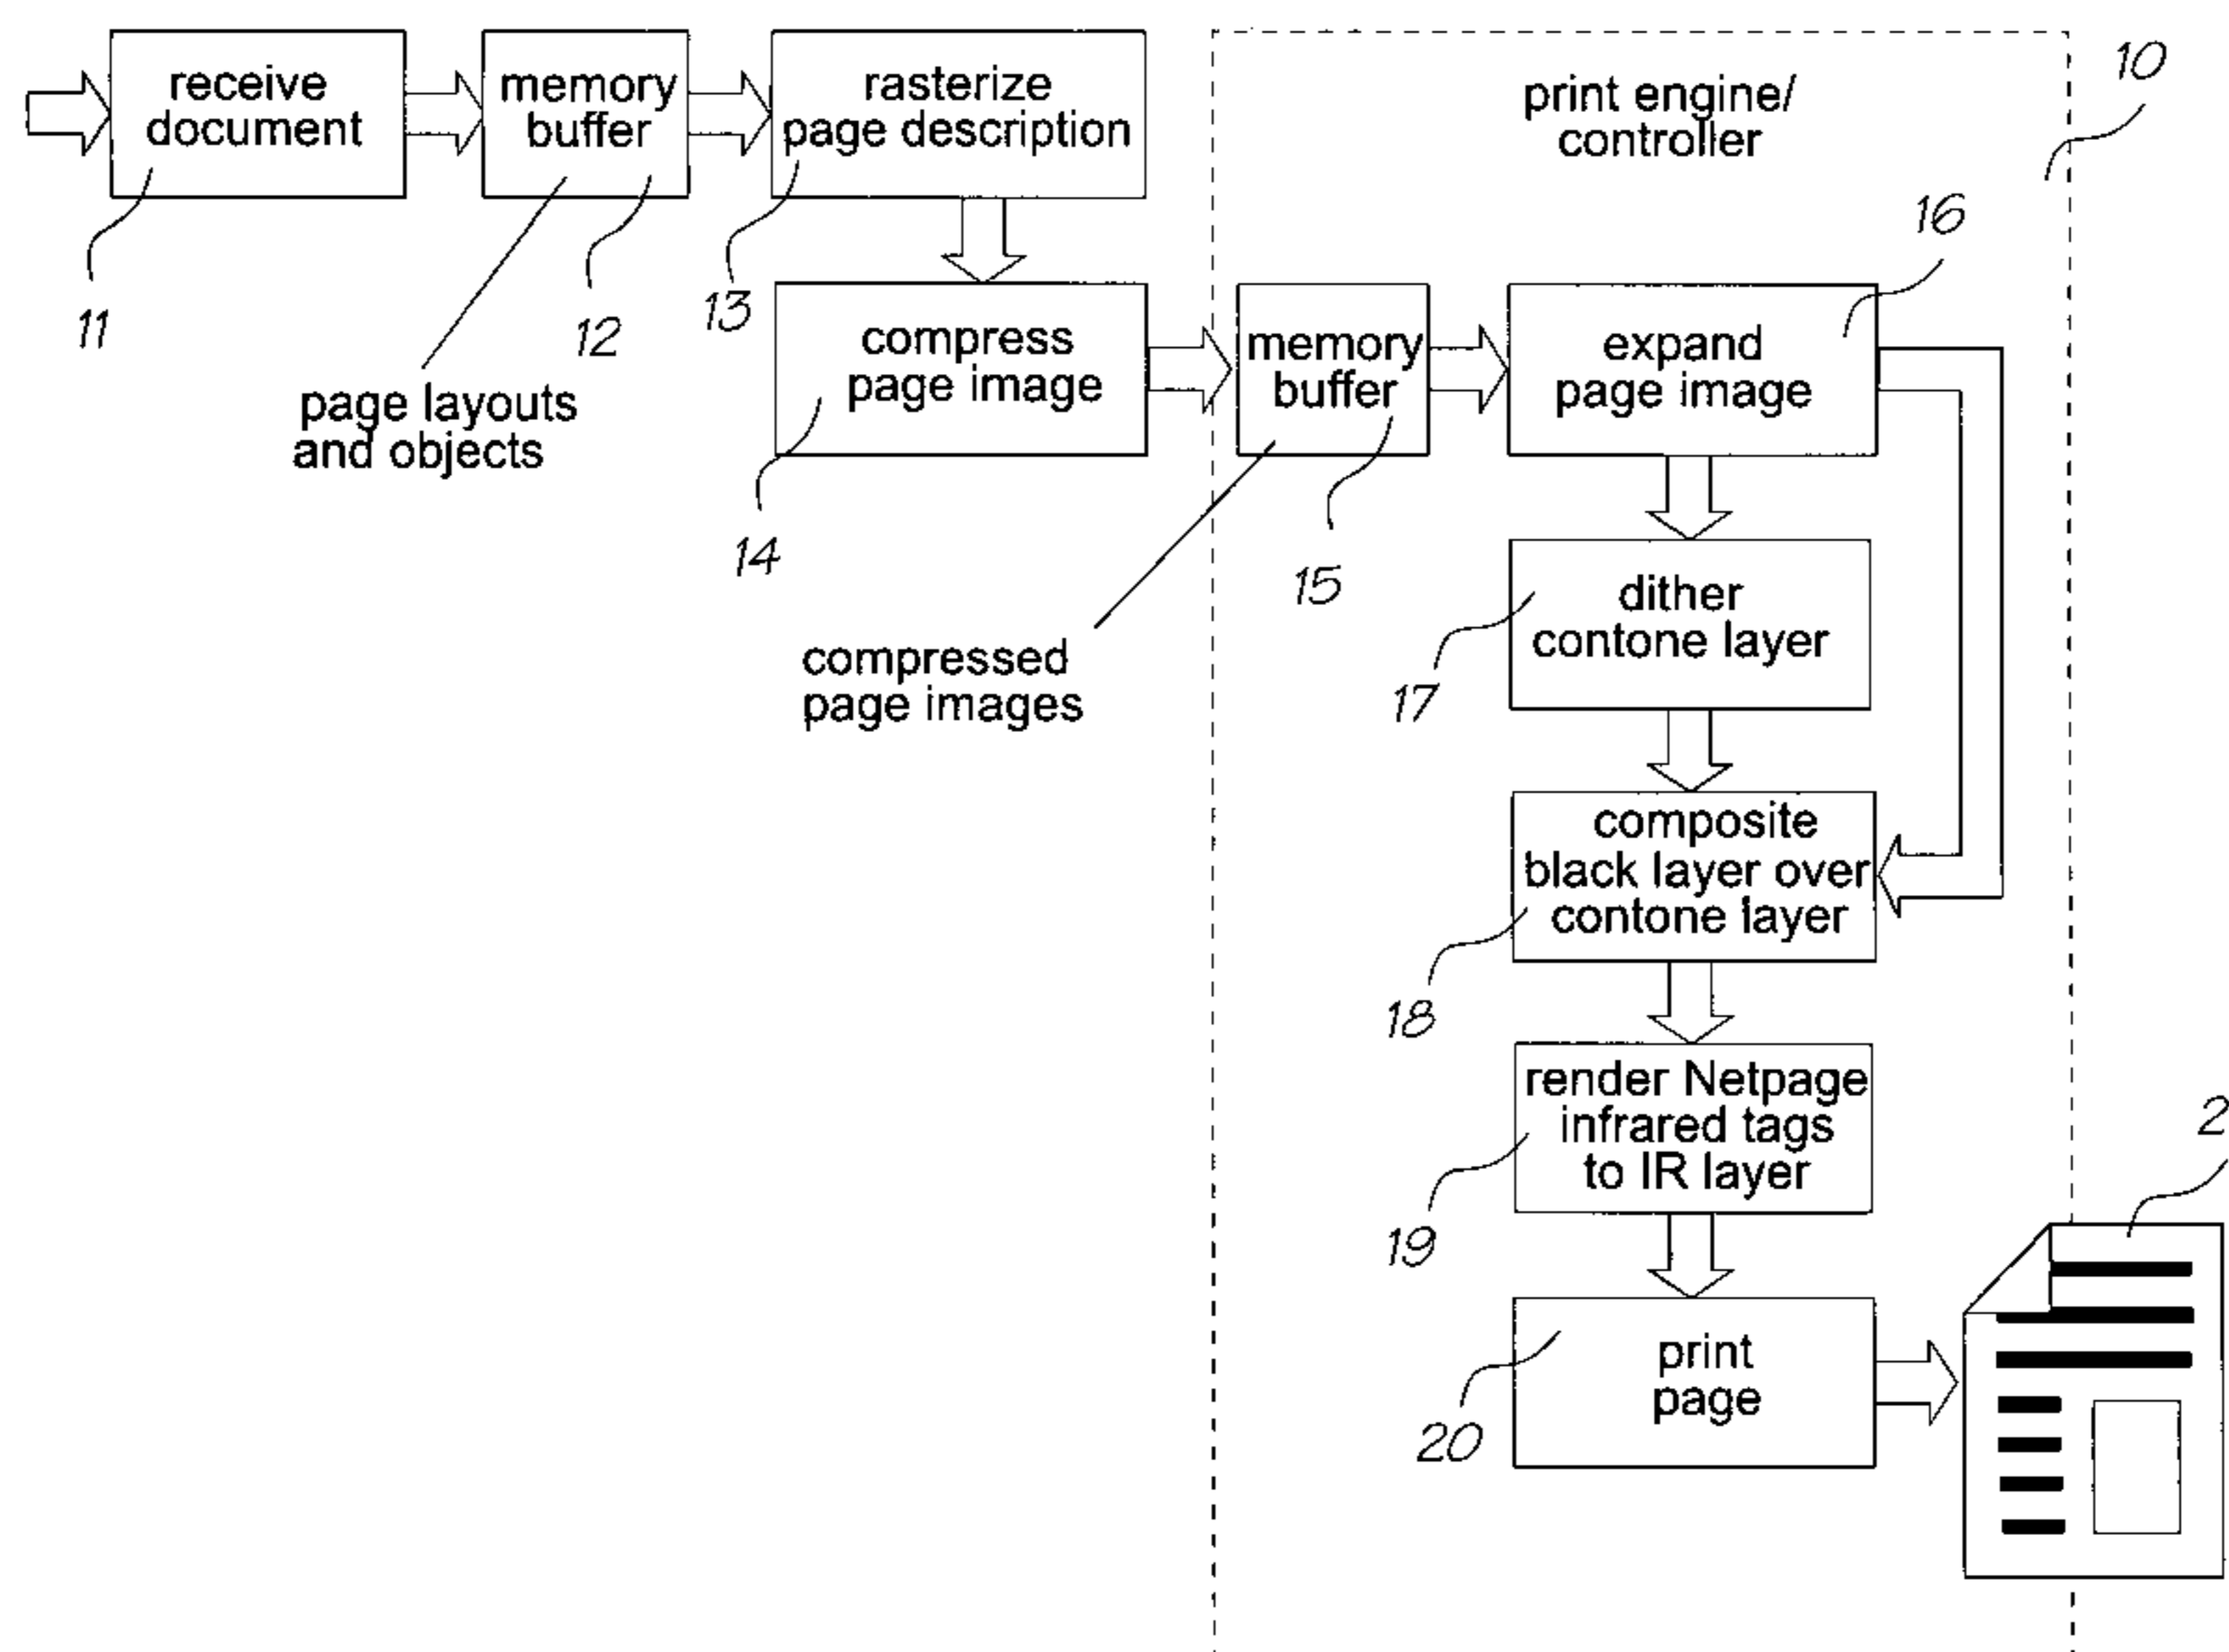 receive
document
11
memory
buffer
12
page layouts
and objects
rasterize
page description
13
compress
page image
14
print engine/
controller
10
memory
buffer
15
compressed
page images
expand
page image
16
dither
contone layer
17
composite
black layer over
contone layer
18
render Netpage
infrared tags
to IR layer
19
print
page
20
2